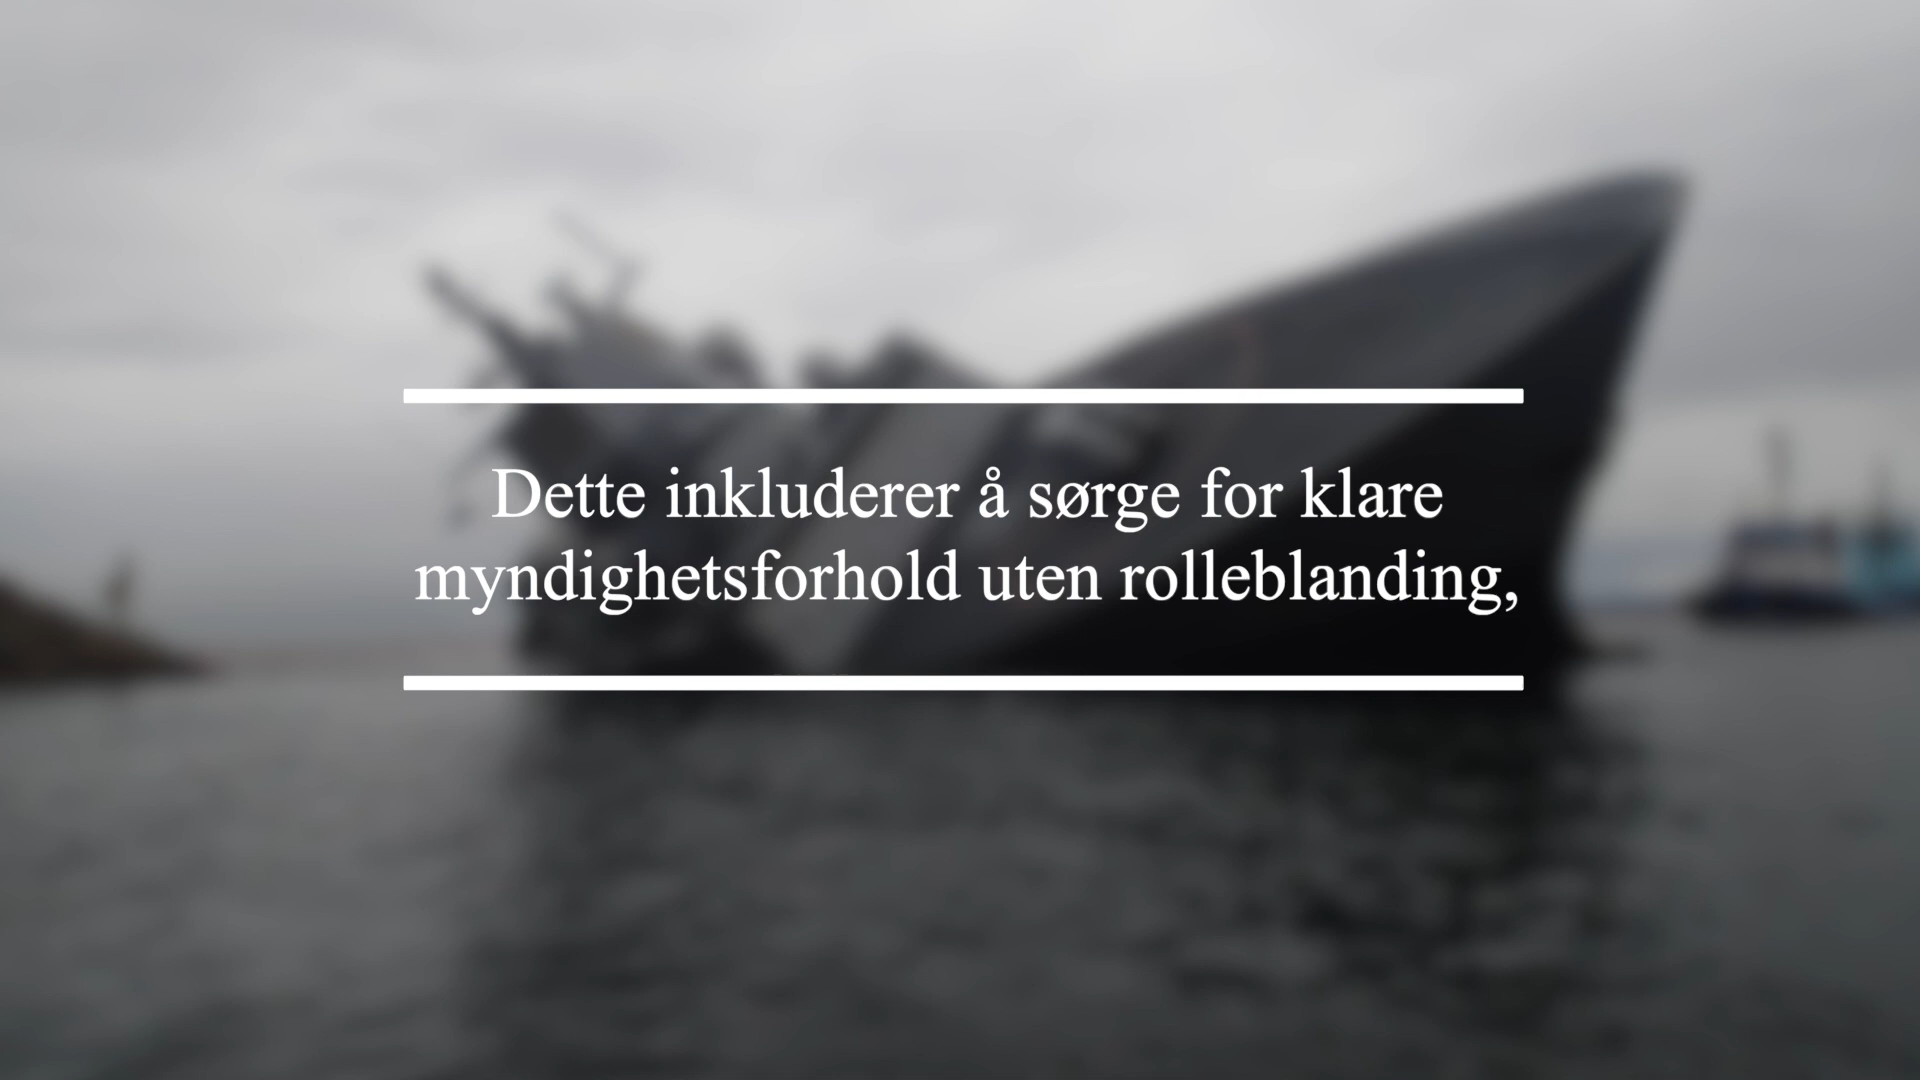 Dette inkluderer å sørge for klare
myndighetsforhold uten rolleblanding,